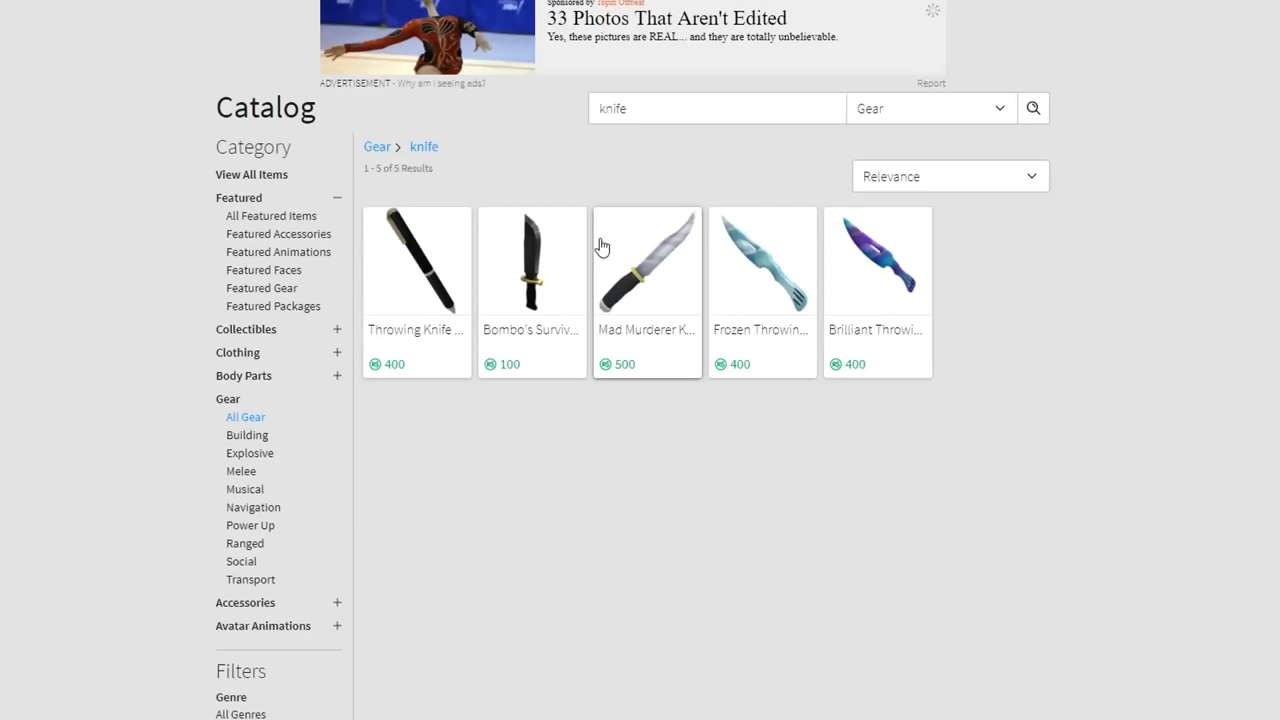 Sponsored by Topix Offbeat
33 Photos That Aren't Edited
Yes, these pictures are REAL... and they are totally unbelievable.
ADVERTISEMENT - Why am I seeing ads?
Report
Catalog
knife
Gear
Category
View All Items
Featured
All Featured Items
Featured Accessories
Featured Animations
Featured Faces
Featured Gear
Featured Packages
Collectibles
Clothing
Body Parts
Gear
All Gear
Building
Explosive
Melee
Musical
Navigation
Power Up
Ranged
Social
Transport
Accessories
Avatar Animations
Filters
Genre
All Genres
Gear > knife
1 - 5 of 5 Results
Relevance
Throwing Knife ...
R$ 400
Bombo's Surviv...
R$ 100
Mad Murderer K...
R$ 500
Frozen Throwin...
R$ 400
Brilliant Throwi...
R$ 400